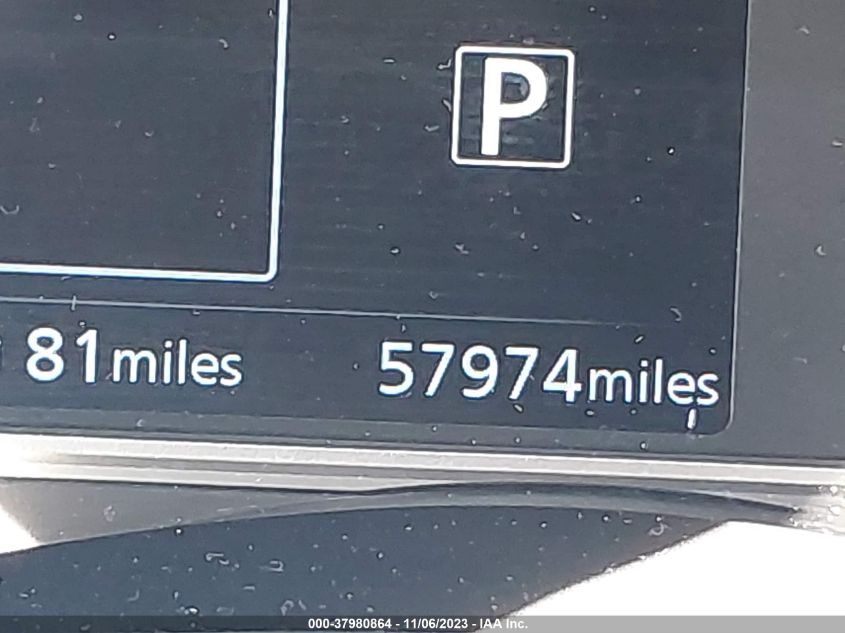 P
81miles 57974miles
000-37980864 - 11/06/2023 - IAA Inc.